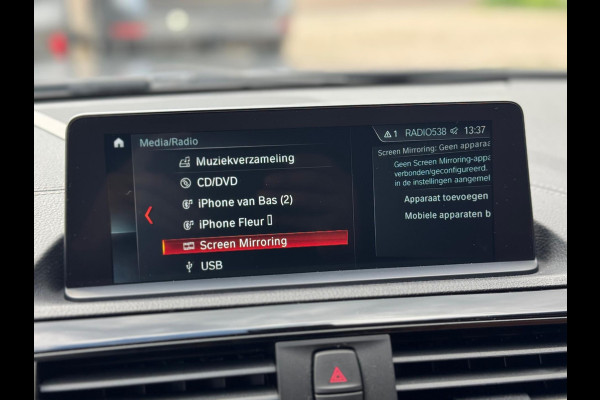 Media/Radio
1 RADIO538 13:37
Muziekverzameling
CD/DVD
iPhone van Bas (2)
iPhone Fleur
Screen Mirroring
USB
Screen Mirroring: Geen appara
Geen Screen Mirroring-appa
verbonden/geconfigureerd.
in de instellingen aangemel
Apparaat toevoegen
Mobiele apparaten b